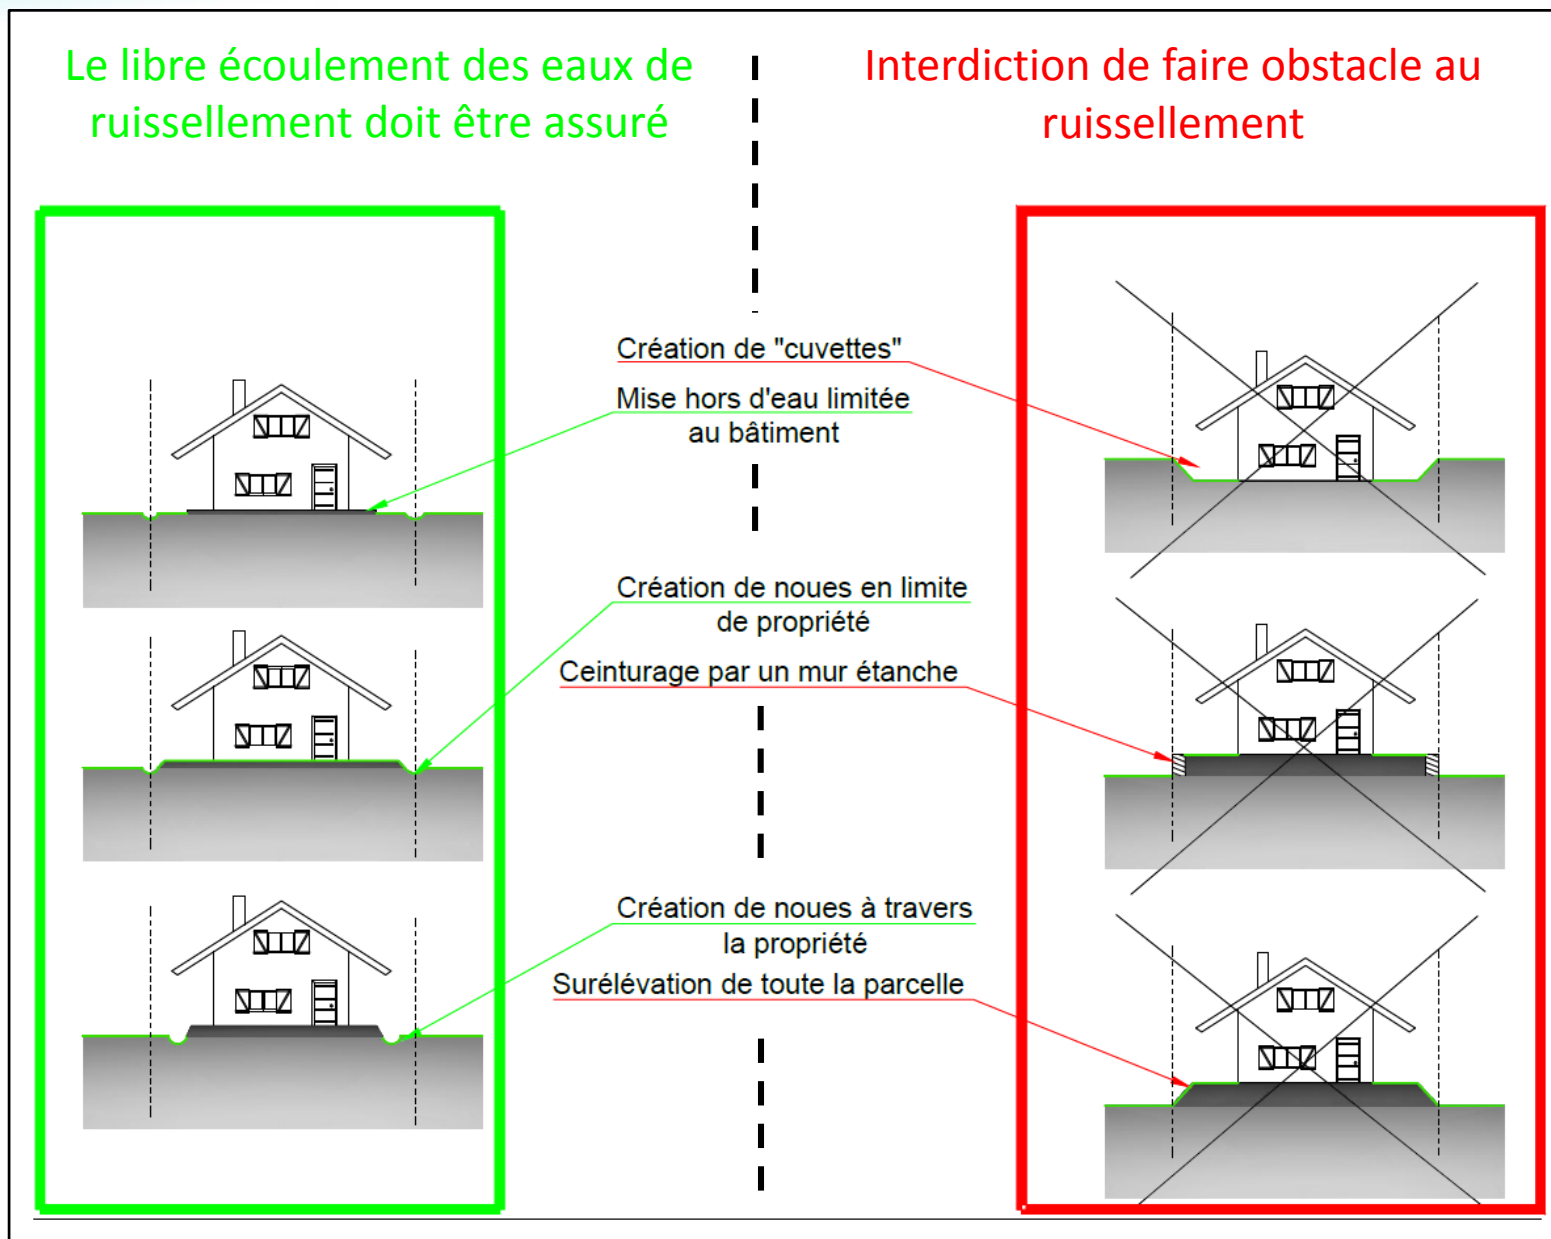 Le libre écoulement des eaux de
ruissellement doit être assuré
Interdiction de faire obstacle au
ruissellement
Création de "cuvettes"
Mise hors d'eau limitée
au bâtiment
Création de noues en limite
de propriété
Ceinturage par un mur étanche
Création de noues à travers
la propriété
Surélévation de toute la parcelle